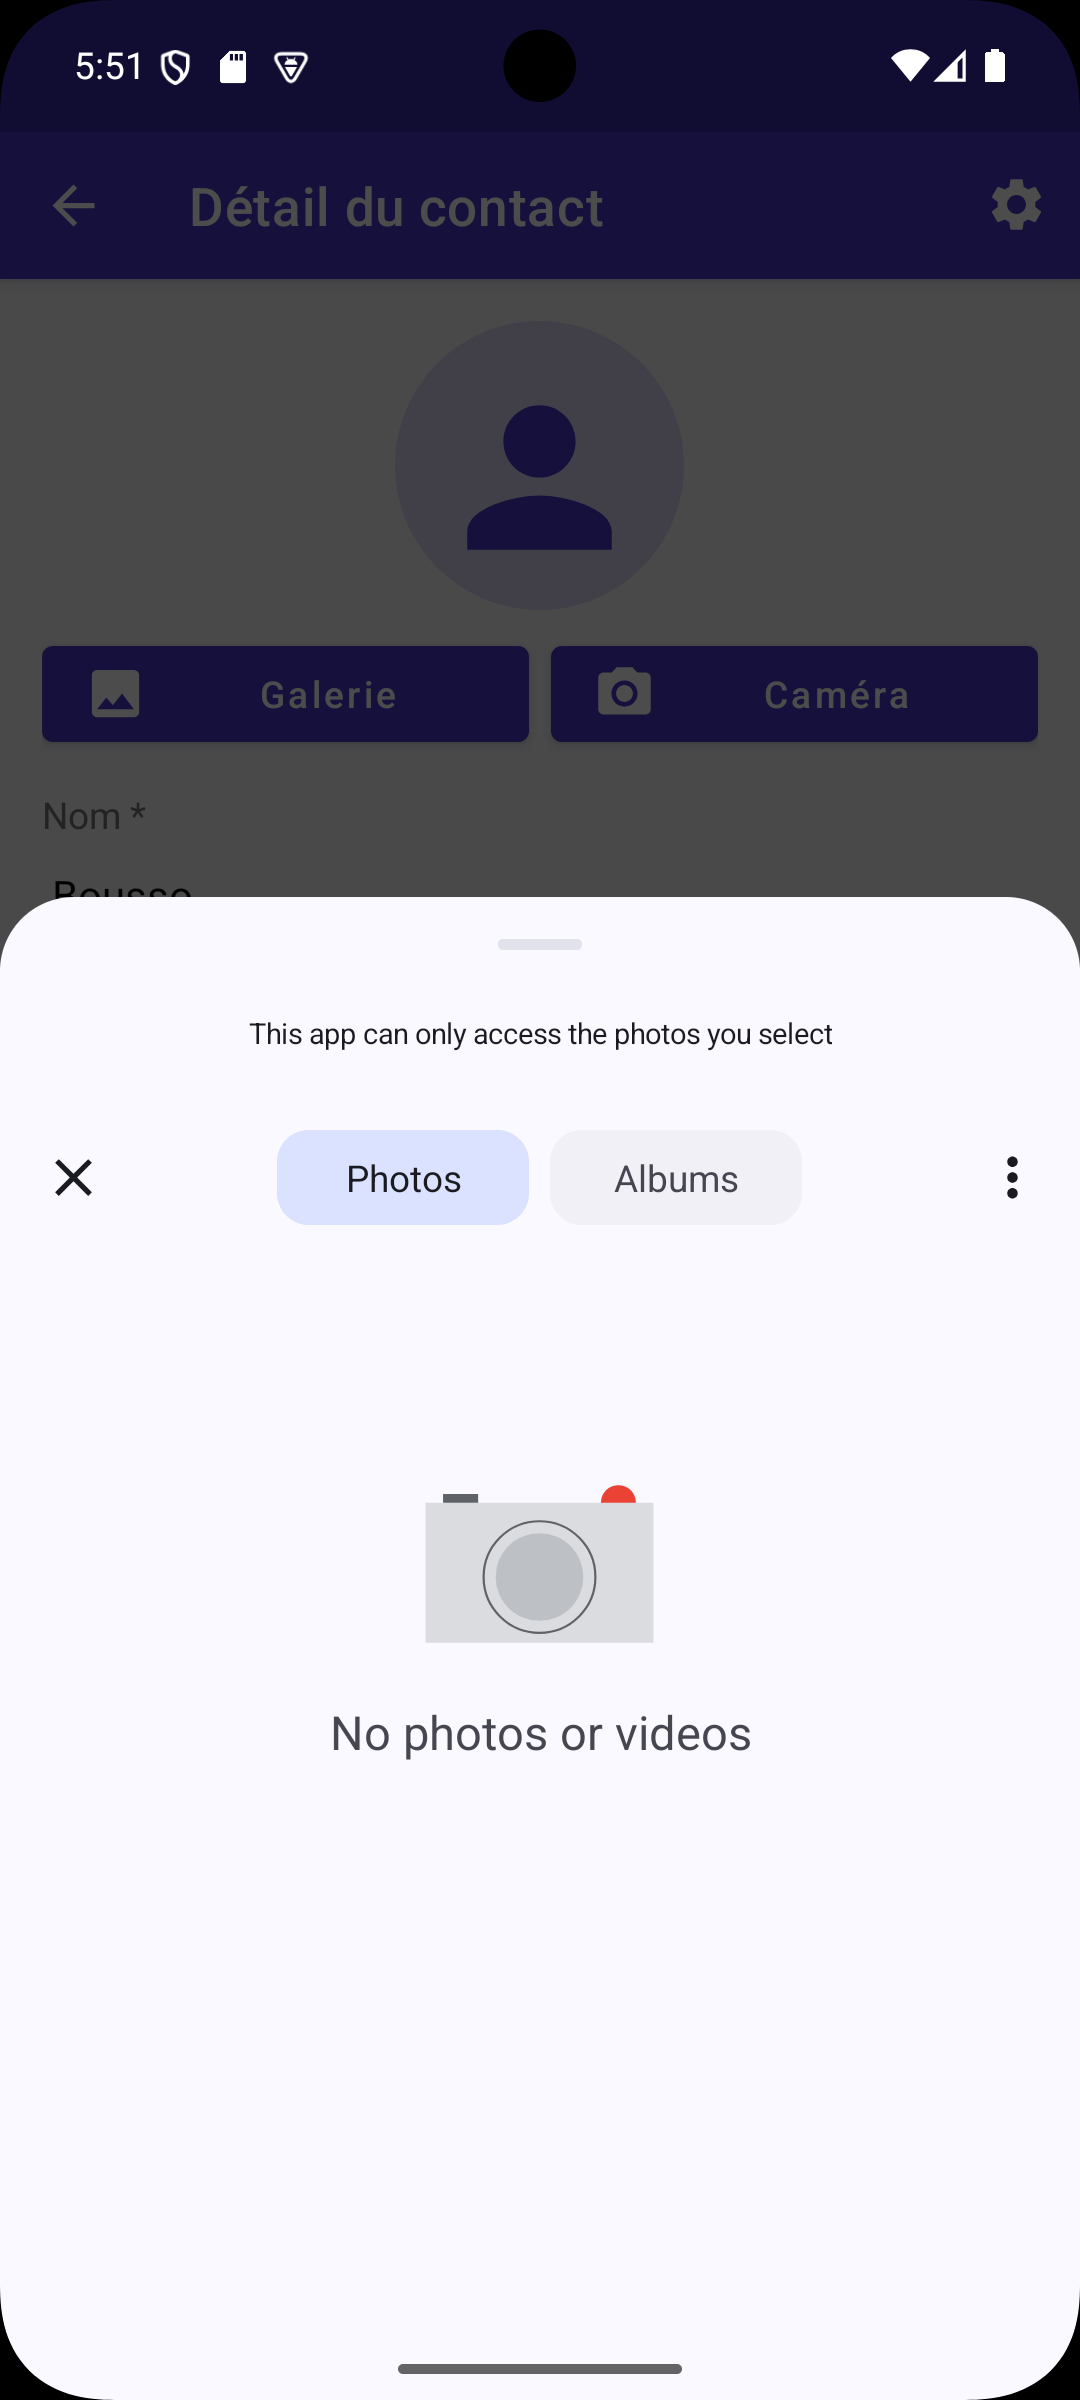 5:51
Détail du contact
Galerie
Caméra
Nom *
This app can only access the photos you select
Photos
Albums
No photos or videos